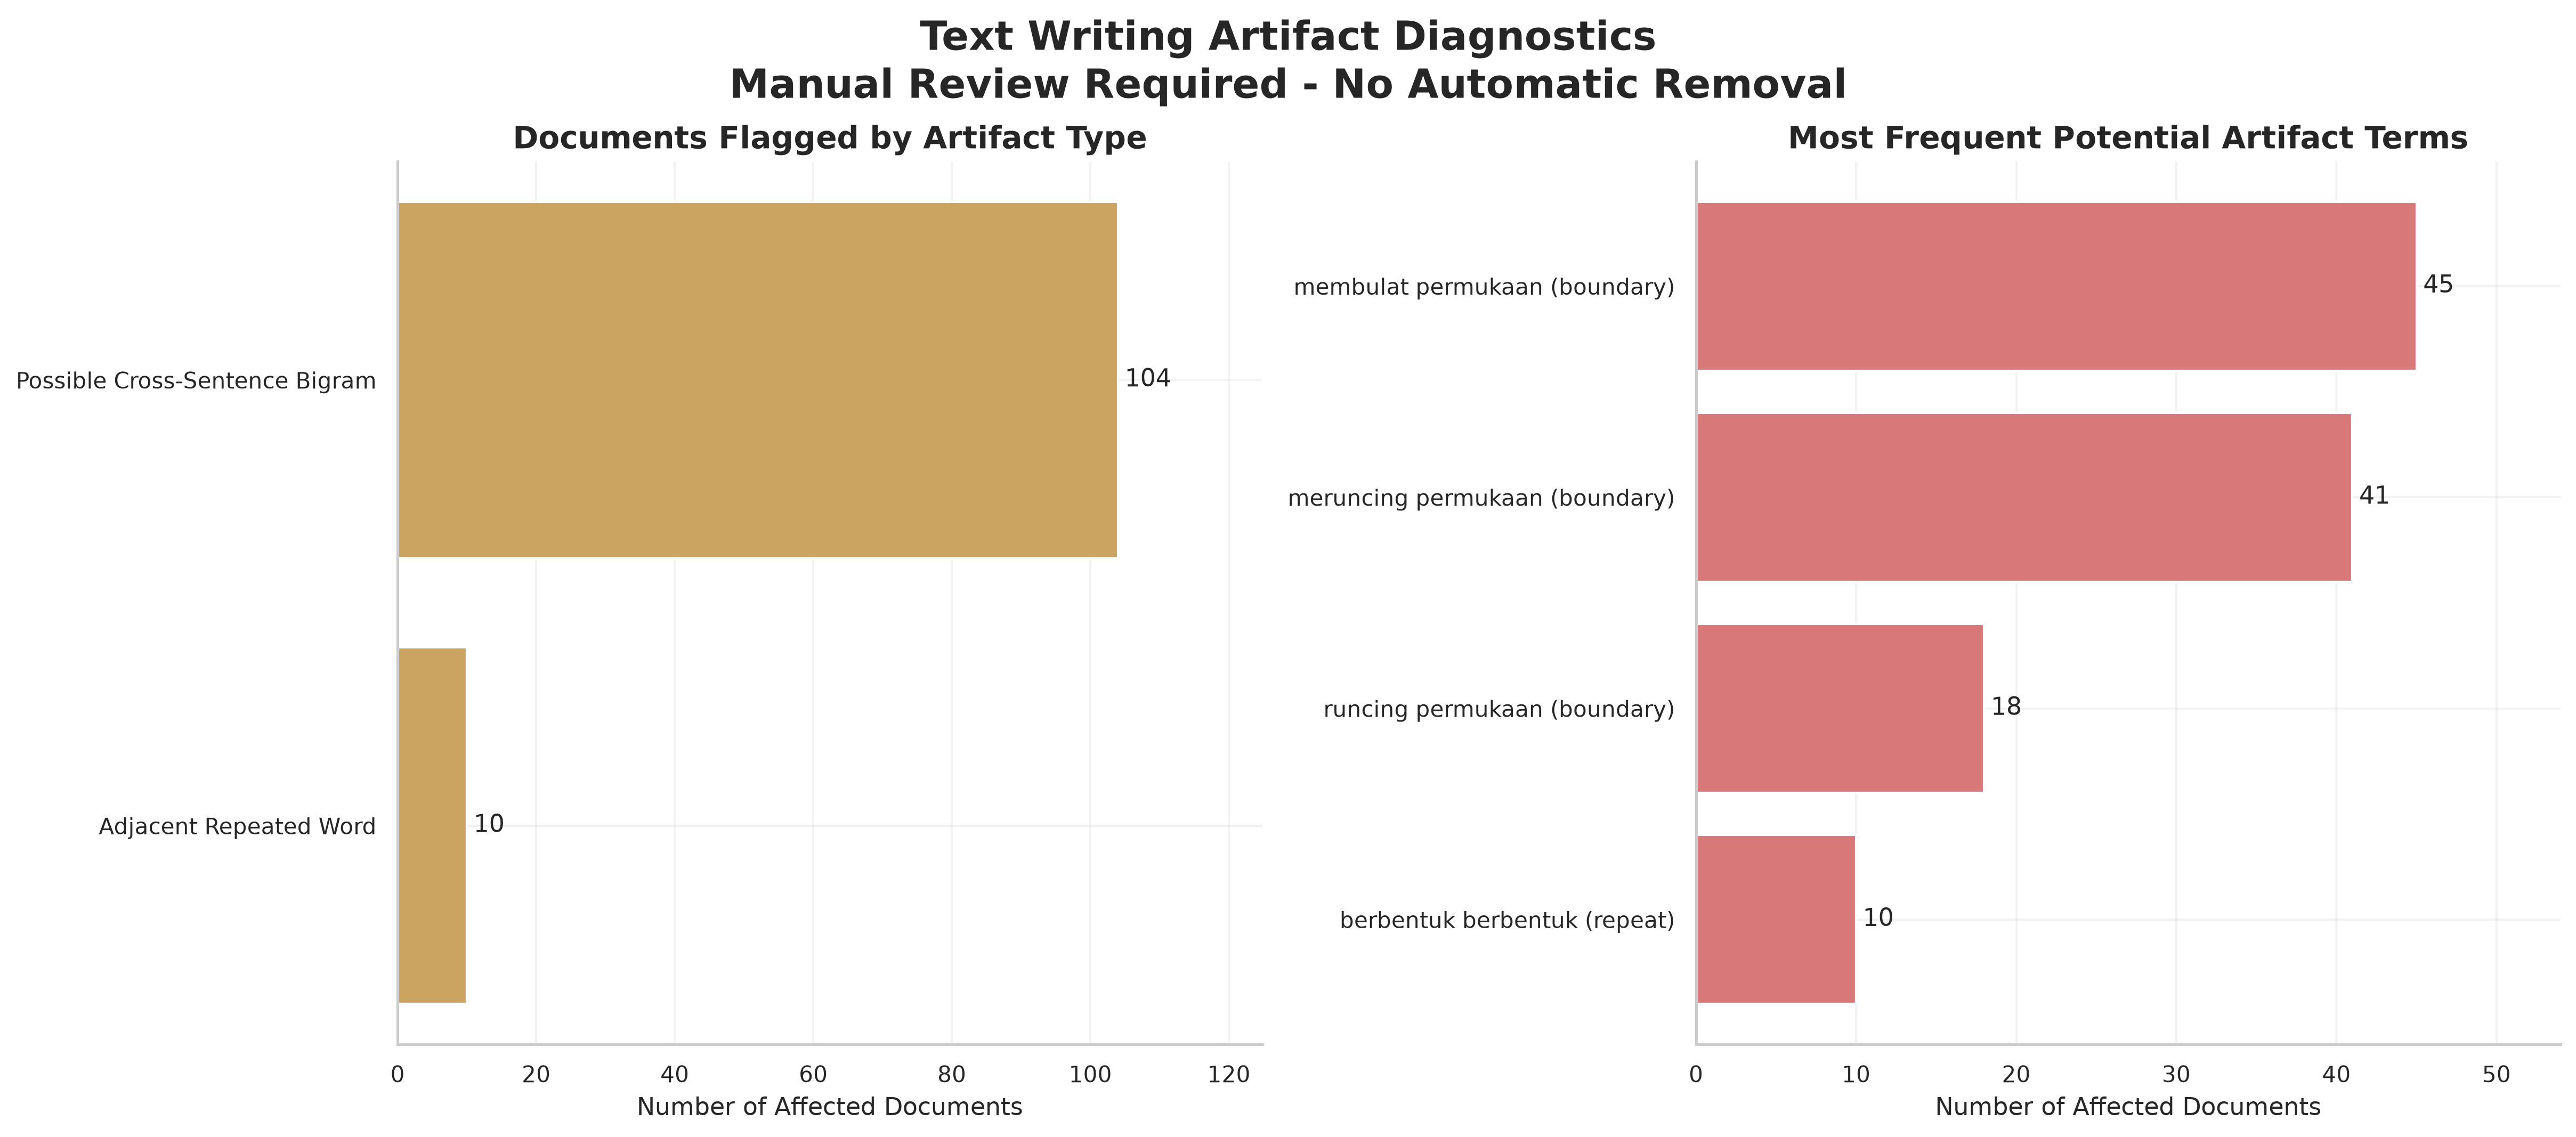 Text Writing Artifact Diagnostics
Manual Review Required - No Automatic Removal
Documents Flagged by Artifact Type
Possible Cross-Sentence Bigram
104
Adjacent Repeated Word
10
0 20 40 60 80 100 120
Number of Affected Documents
Most Frequent Potential Artifact Terms
membulat permukaan (boundary)
45
meruncing permukaan (boundary)
41
runcing permukaan (boundary)
18
berbentuk berbentuk (repeat)
10
0 10 20 30 40 50
Number of Affected Documents